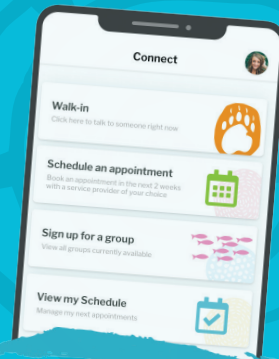 Connect
Walk-in
Click here to talk to someone right now
Schedule an appointment
Book an appointment in the next 2 weeks
with a service provider of your choice
Sign up for a group
View all groups currently available
View my Schedule
Manage my next appointments